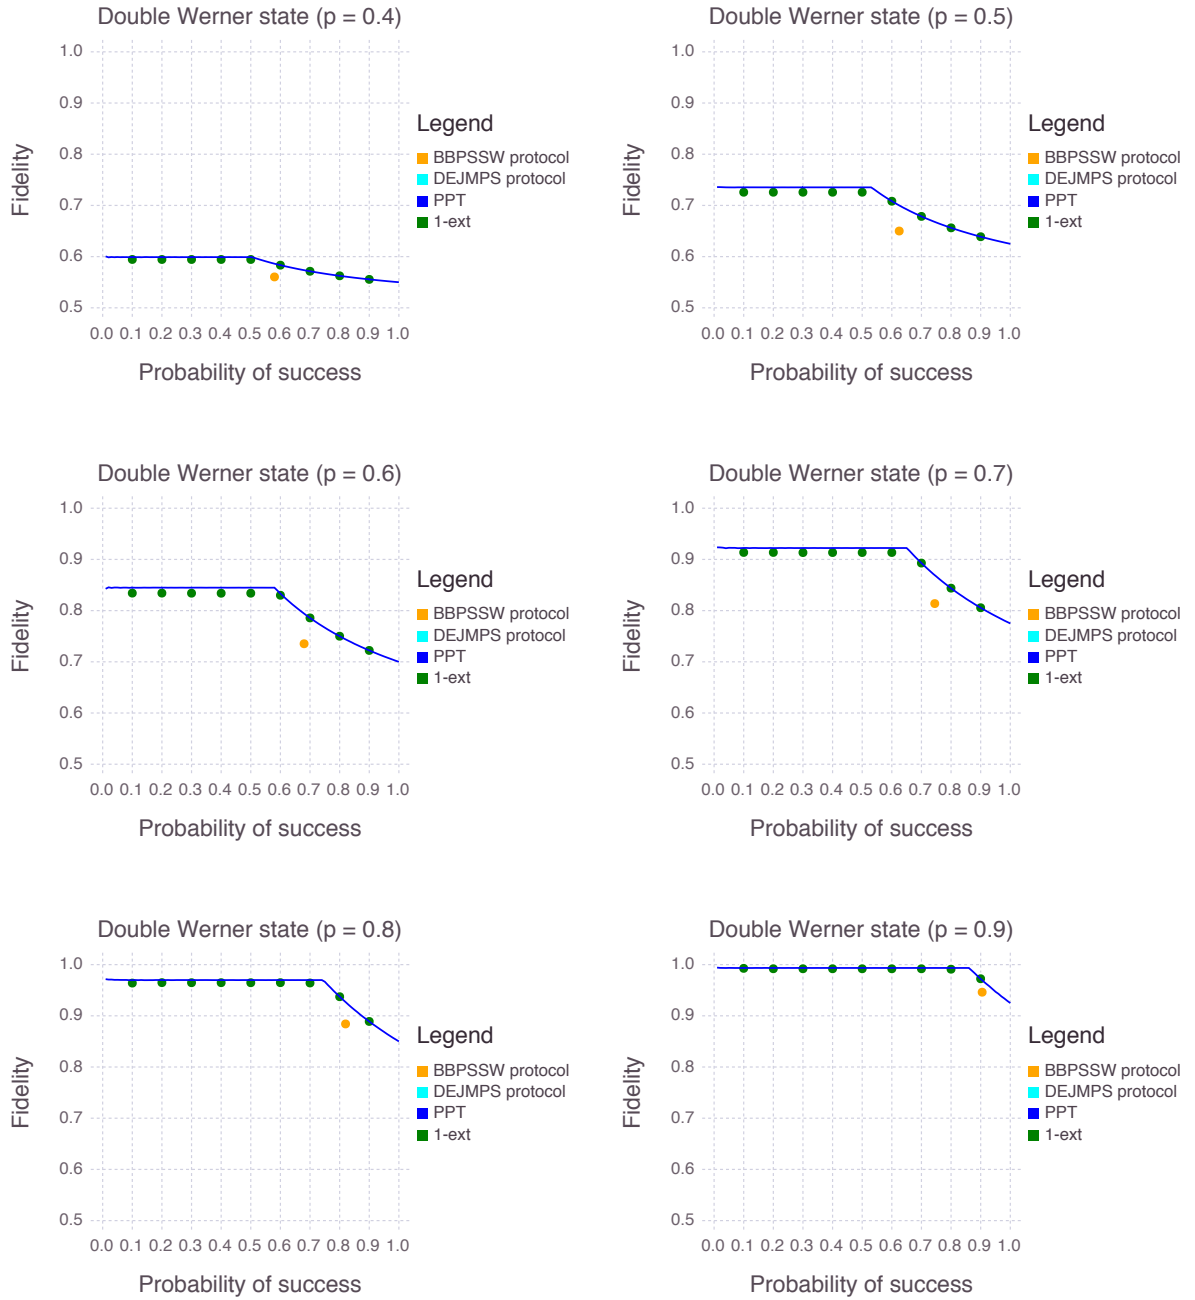 Double Werner state (p = 0.4)
1.0
0.9
0.8
0.7
0.6
0.5
Fidelity
0.0 0.1 0.2 0.3 0.4 0.5 0.6 0.7 0.8 0.9 1.0
Probability of success
Legend
BBPSSW protocol
DEJMPS protocol
PPT
1-ext
Double Werner state (p = 0.5)
1.0
0.9
0.8
0.7
0.6
0.5
Fidelity
0.0 0.1 0.2 0.3 0.4 0.5 0.6 0.7 0.8 0.9 1.0
Probability of success
Legend
BBPSSW protocol
DEJMPS protocol
PPT
1-ext
Double Werner state (p = 0.6)
1.0
0.9
0.8
0.7
0.6
0.5
Fidelity
0.0 0.1 0.2 0.3 0.4 0.5 0.6 0.7 0.8 0.9 1.0
Probability of success
Legend
BBPSSW protocol
DEJMPS protocol
PPT
1-ext
Double Werner state (p = 0.7)
1.0
0.9
0.8
0.7
0.6
0.5
Fidelity
0.0 0.1 0.2 0.3 0.4 0.5 0.6 0.7 0.8 0.9 1.0
Probability of success
Legend
BBPSSW protocol
DEJMPS protocol
PPT
1-ext
Double Werner state (p = 0.8)
1.0
0.9
0.8
0.7
0.6
0.5
Fidelity
0.0 0.1 0.2 0.3 0.4 0.5 0.6 0.7 0.8 0.9 1.0
Probability of success
Legend
BBPSSW protocol
DEJMPS protocol
PPT
1-ext
Double Werner state (p = 0.9)
1.0
0.9
0.8
0.7
0.6
0.5
Fidelity
0.0 0.1 0.2 0.3 0.4 0.5 0.6 0.7 0.8 0.9 1.0
Probability of success
Legend
BBPSSW protocol
DEJMPS protocol
PPT
1-ext